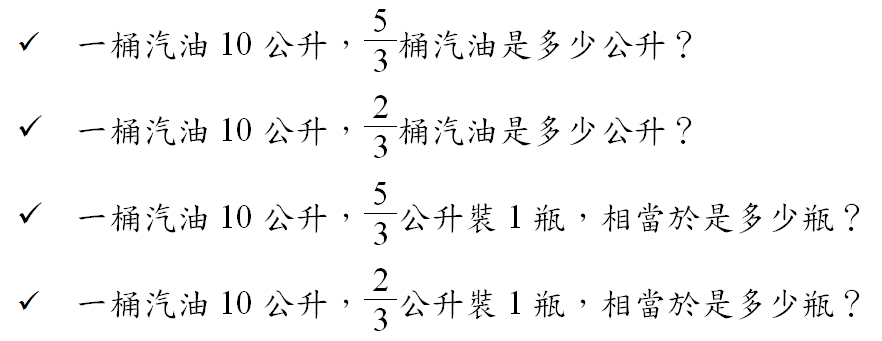 ✓ 一桶汽油 10 公升，5/3桶汽油是多少公升？
✓ 一桶汽油 10 公升，2/3桶汽油是多少公升？
✓ 一桶汽油 10 公升，5/3公升裝 1 瓶，相當於是多少瓶？
✓ 一桶汽油 10 公升，2/3公升裝 1 瓶，相當於是多少瓶？